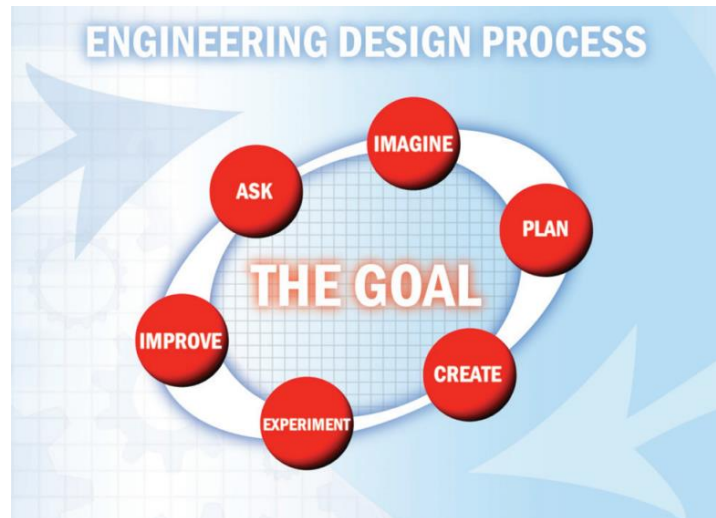 ENGINEERING DESIGN PROCESS
ASK
IMAGINE
PLAN
CREATE
EXPERIMENT
IMPROVE
THE GOAL